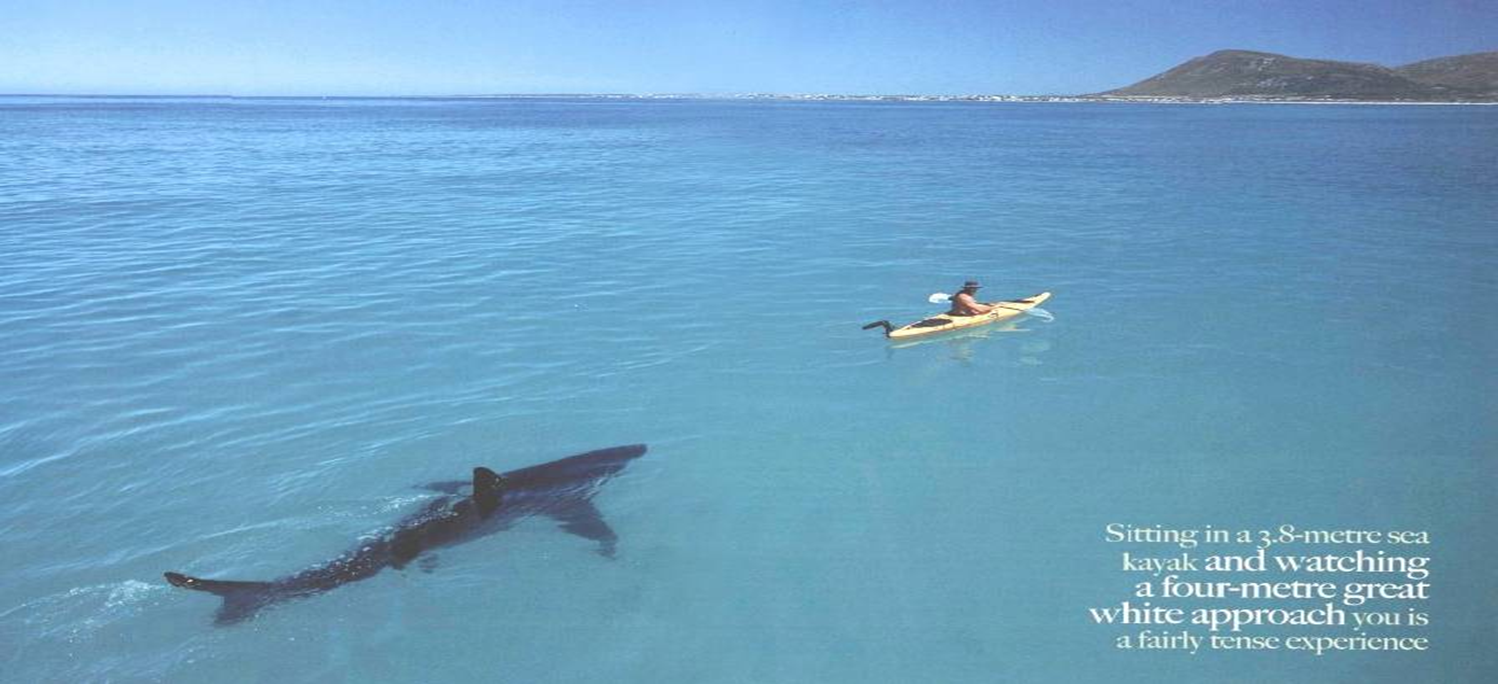 Sitting in a 3.8-metre sea
kayak and watching
a four-metre great
white approach you is
a fairly tense experience